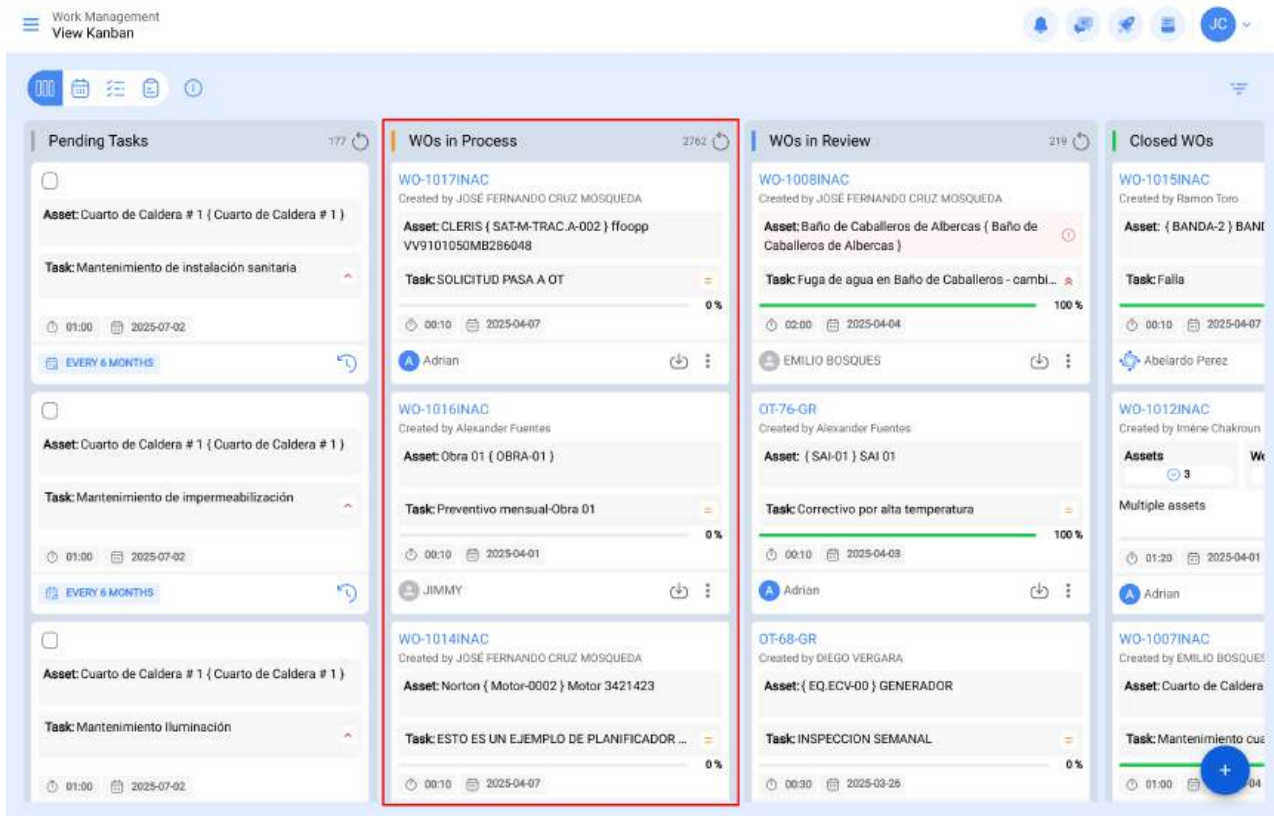 Work Management
View Kanban
JC
Pending Tasks 177
Asset: Cuarto de Caldera # 1 { Cuarto de Caldera # 1 }
Task: Mantenimiento de instalación sanitaria
01:00 2025-07-02
EVERY 6 MONTHS
Asset: Cuarto de Caldera # 1 { Cuarto de Caldera # 1 }
Task: Mantenimiento de impermeabilización
01:00 2025-07-02
EVERY 6 MONTHS
Asset: Cuarto de Caldera # 1 { Cuarto de Caldera # 1 }
Task: Mantenimiento Iluminación
01:00 2025-07-02
WOs in Process 2762
WO-1017INAC
Created by JOSÉ FERNANDO CRUZ MOSQUEDA
Asset: CLERIS { SAT-M-TRAC.A-002 } ffoopp
VV9101050MB286048
Task: SOLICITUD PASA A OT
0 %
00:10 2025-04-07
A Adrian
WO-1016INAC
Created by Alexander Fuentes
Asset: Obra 01 { OBRA-01 }
Task: Preventivo mensual-Obra 01
0 %
00:10 2025-04-01
JIMMY
WO-1014INAC
Created by JOSÉ FERNANDO CRUZ MOSQUEDA
Asset: Norton { Motor-0002 } Motor 3421423
Task: ESTO ES UN EJEMPLO DE PLANIFICADOR ...
0 %
00:10 2025-04-07
WOs in Review 219
WO-1008INAC
Created by JOSÉ FERNANDO CRUZ MOSQUEDA
Asset: Baño de Caballeros de Albercas { Baño de
Caballeros de Albercas }
Task: Fuga de agua en Baño de Caballeros - cambi...
100 %
02:00 2025-04-04
EMILIO BOSQUES
OT-76-GR
Created by Alexander Fuentes
Asset: { SAI-01 } SAI 01
Task: Correctivo por alta temperatura
100 %
00:10 2025-04-03
A Adrian
OT-68-GR
Created by DIEGO VERGARA
Asset: { EQ.ECV-00 } GENERADOR
Task: INSPECCION SEMANAL
0 %
00:30 2025-03-26
Closed WOs
WO-1015INAC
Created by Ramon Toro
Asset: { BANDA-2 } BAND
Task: Falla
00:10 2025-04-07
Abelardo Perez
WO-1012INAC
Created by Imène Chakroun
Assets Wo
3
Multiple assets
01:20 2025-04-01
A Adrian
WO-1007INAC
Created by EMILIO BOSQUES
Asset: Cuarto de Caldera
Task: Mantenimiento cua
01:00 -04
+